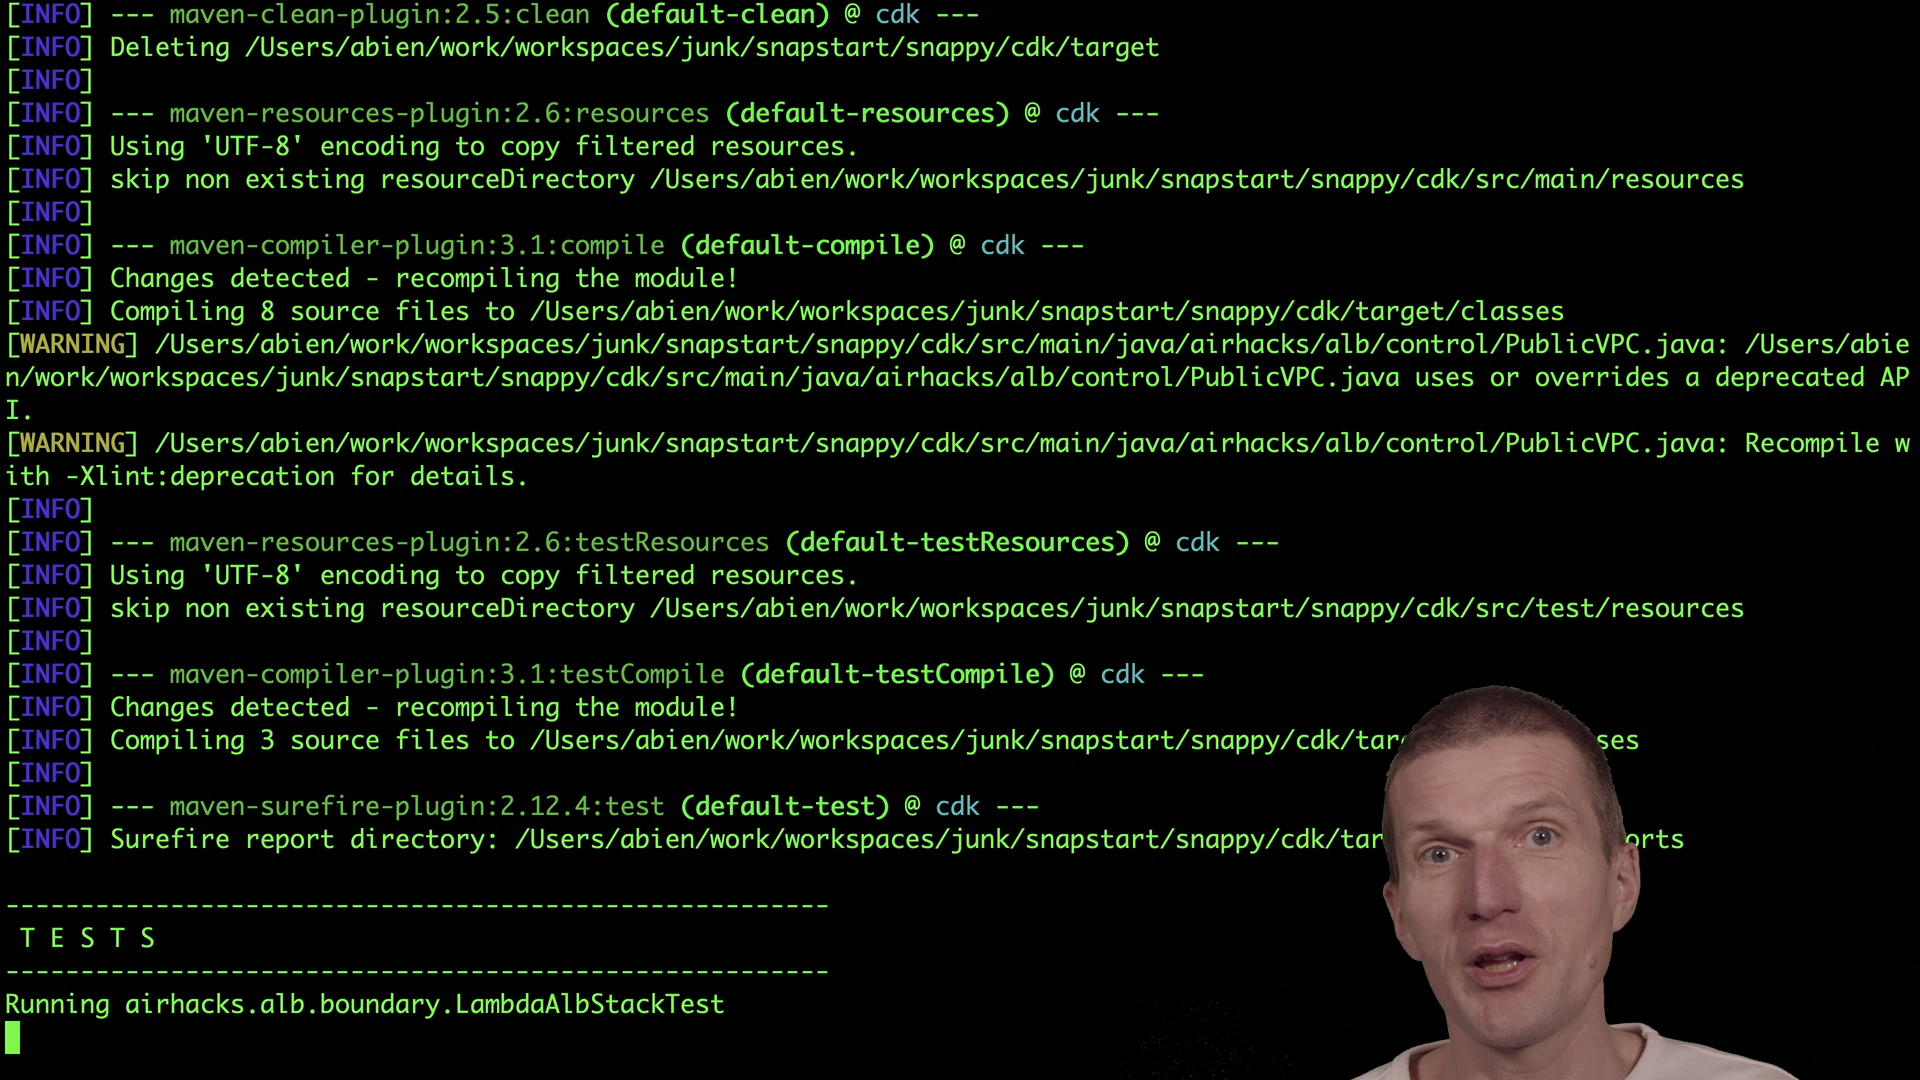 [INFO] --- maven-clean-plugin:2.5:clean (default-clean) @ cdk ---
[INFO] Deleting /Users/abien/work/workspaces/junk/snapstart/snappy/cdk/target
[INFO]
[INFO] --- maven-resources-plugin:2.6:resources (default-resources) @ cdk ---
[INFO] Using 'UTF-8' encoding to copy filtered resources.
[INFO] skip non existing resourceDirectory /Users/abien/work/workspaces/junk/snapstart/snappy/cdk/src/main/resources
[INFO]
[INFO] --- maven-compiler-plugin:3.1:compile (default-compile) @ cdk ---
[INFO] Changes detected - recompiling the module!
[INFO] Compiling 8 source files to /Users/abien/work/workspaces/junk/snapstart/snappy/cdk/target/classes
[WARNING] /Users/abien/work/workspaces/junk/snapstart/snappy/cdk/src/main/java/airhacks/alb/control/PublicVPC.java: /Users/abie
n/work/workspaces/junk/snapstart/snappy/cdk/src/main/java/airhacks/alb/control/PublicVPC.java uses or overrides a deprecated AP
I.
[WARNING] /Users/abien/work/workspaces/junk/snapstart/snappy/cdk/src/main/java/airhacks/alb/control/PublicVPC.java: Recompile w
ith -Xlint:deprecation for details.
[INFO]
[INFO] --- maven-resources-plugin:2.6:testResources (default-testResources) @ cdk ---
[INFO] Using 'UTF-8' encoding to copy filtered resources.
[INFO] skip non existing resourceDirectory /Users/abien/work/workspaces/junk/snapstart/snappy/cdk/src/test/resources
[INFO]
[INFO] --- maven-compiler-plugin:3.1:testCompile (default-testCompile) @ cdk ---
[INFO] Changes detected - recompiling the module!
[INFO] Compiling 3 source files to /Users/abien/work/workspaces/junk/snapstart/snappy/cdk/tar ses
[INFO]
[INFO] --- maven-surefire-plugin:2.12.4:test (default-test) @ cdk ---
[INFO] Surefire report directory: /Users/abien/work/workspaces/junk/snapstart/snappy/cdk/tar orts
-------------------------------------------------------
T E S T S
-------------------------------------------------------
Running airhacks.alb.boundary.LambdaAlbStackTest